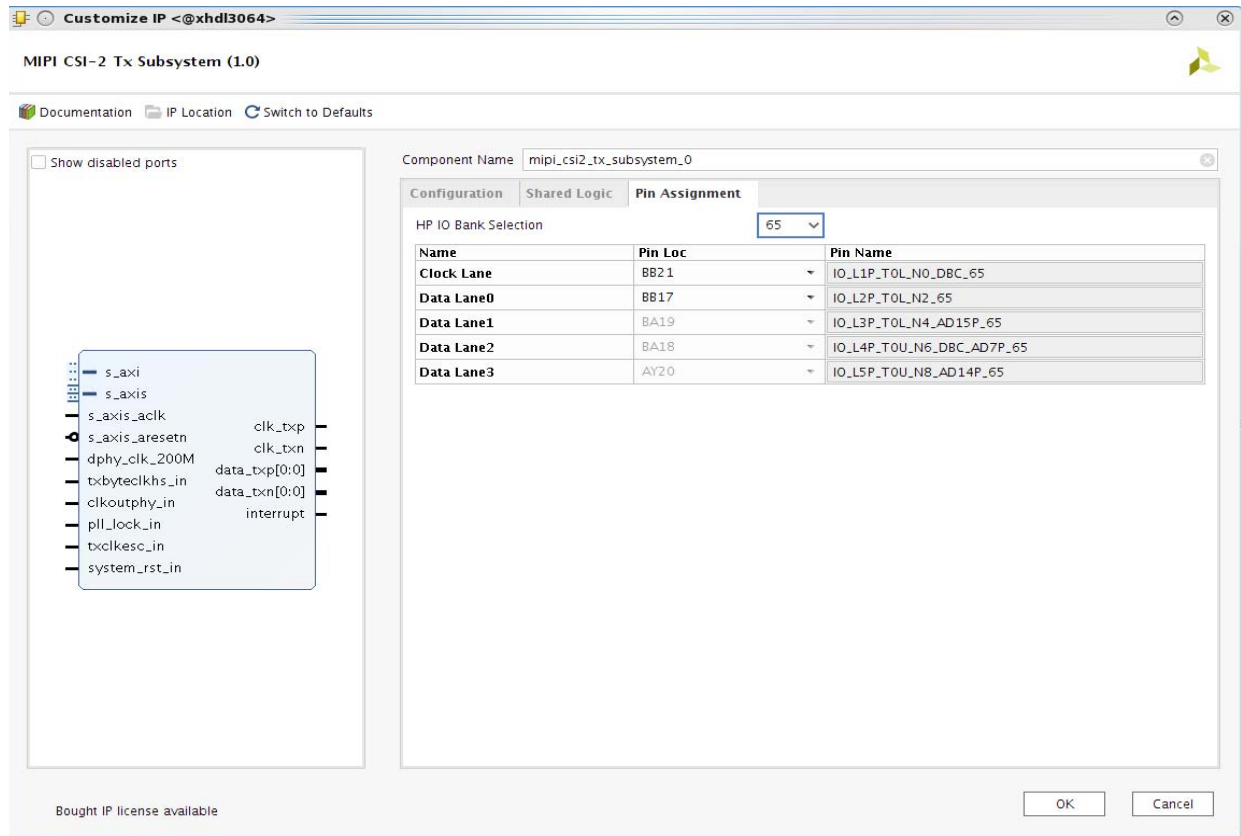 Customize IP <@xhdl3064>
MIPI CSI-2 Tx Subsystem (1.0)
Documentation IP Location Switch to Defaults
Show disabled ports
s_axi
s_axis
s_axis_aclk
s_axis_aresetn
dphy_clk_200M
txbyteclkhs_in
clkoutphy_in
pll_lock_in
txclkesc_in
system_rst_in
clk_txp
clk_txn
data_txp[0:0]
data_txn[0:0]
interrupt
Component Name mipi_csi2_tx_subsystem_0
Configuration Shared Logic Pin Assignment
HP IO Bank Selection 65
Name Pin Loc Pin Name
Clock Lane BB21 IO_L1P_T0L_N0_DBC_65
Data Lane0 BB17 IO_L2P_T0L_N2_65
Data Lane1 BA19 IO_L3P_T0L_N4_AD15P_65
Data Lane2 BA18 IO_L4P_T0U_N6_DBC_AD7P_65
Data Lane3 AY20 IO_L5P_T0U_N8_AD14P_65
Bought IP license available
OK Cancel